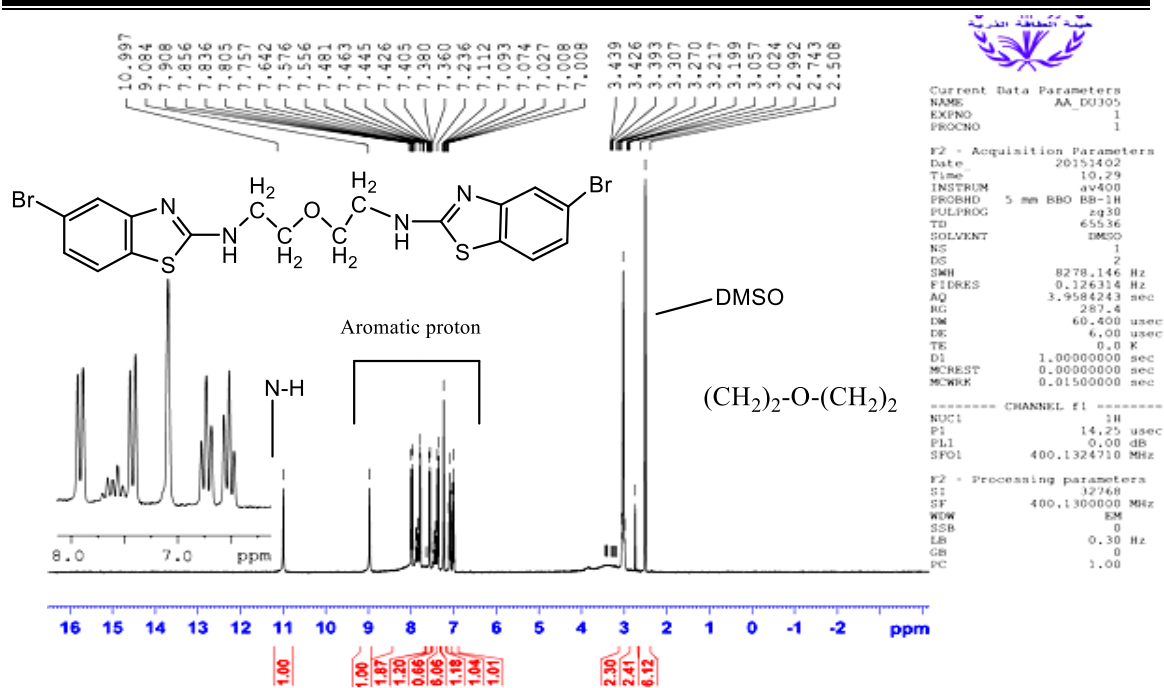 10.997
9.084
7.908
7.856
7.836
7.805
7.757
7.642
7.576
7.556
7.481
7.463
7.445
7.426
7.405
7.380
7.360
7.236
7.112
7.093
7.074
7.027
7.008
7.008
3.439
3.426
3.393
3.307
3.270
3.217
3.199
3.057
3.024
2.992
2.743
2.508
Current Data Parameters
NAME AA_DU305
EXPNO 1
PROCNO 1
F2 - Acquisition Parameters
Date_ 20151402
Time 10.29
INSTRUM av400
PROBHD 5 mm BBO BB-1H
PULPROG zg30
TD 65536
SOLVENT DMSO
NS 1
DS 2
SWH 8278.146 Hz
FIDRES 0.126314 Hz
AQ 3.9584243 sec
RG 287.4
DW 60.400 usec
DE 6.00 usec
TE 0.0 K
D1 1.00000000 sec
MCREST 0.00000000 sec
MCWRK 0.01500000 sec
-------- CHANNEL f1 --------
NUC1 1H
P1 14.25 usec
PL1 0.00 dB
SFO1 400.1324710 MHz
F2 - Processing parameters
SI 32768
SF 400.1300000 MHz
WDW EM
SSB 0
LB 0.30 Hz
GB 0
PC 1.00
Br N H2 C N H C H2 O C H2 H2 C N H N S Br
S
DMSO
Aromatic proton
N-H
(CH2)2-O-(CH2)2
8.0 7.0 ppm
16 15 14 13 12 11 10 9 8 7 6 5 4 3 2 1 0 -1 -2 ppm
1.00 1.00 1.87 1.20 0.66 6.06 1.18 1.04 1.01 2.30 2.41 6.12